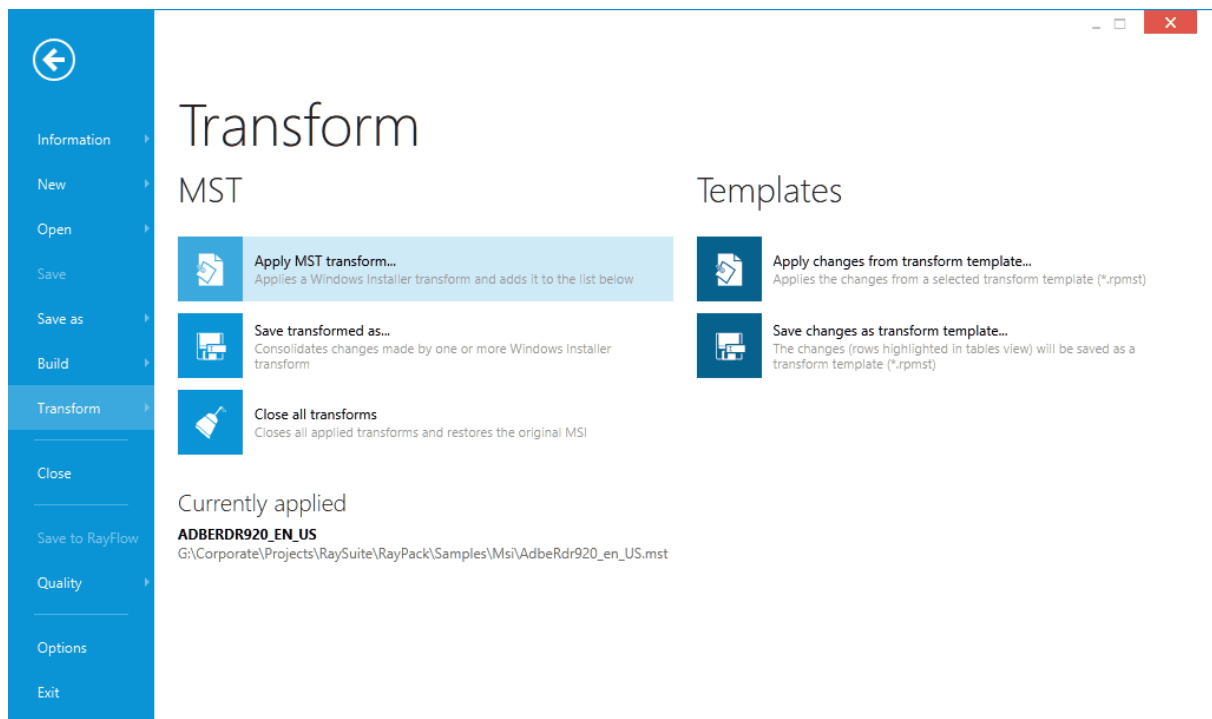 Information
New
Open
Save
Save as
Build
Transform
Close
Save to RayFlow
Quality
Options
Exit
Transform
MST
Apply MST transform...
Applies a Windows Installer transform and adds it to the list below
Save transformed as...
Consolidates changes made by one or more Windows Installer
transform
Close all transforms
Closes all applied transforms and restores the original MSI
Currently applied
ADBERDR920_EN_US
G:\Corporate\Projects\RaySuite\RayPack\Samples\Msi\AdbeRdr920_en_US.mst
Templates
Apply changes from transform template...
Applies the changes from a selected transform template (*.rpmst)
Save changes as transform template...
The changes (rows highlighted in tables view) will be saved as a
transform template (*.rpmst)